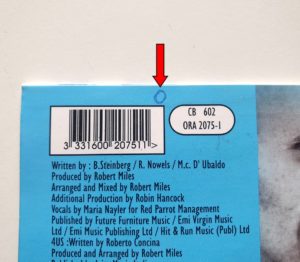 CB 602
ORA 2075-1
3 331600 207511 >
Written by : B.Steinberg / R. Nowels / M.c. D' Ubaldo
Produced by Robert Miles
Arranged and Mixed by Robert Miles
Additional Production by Robin Hancock
Vocals by Maria Nayler for Red Parrot Management
Published by Future Furniture Music / Emi Virgin Music
Ltd / Emi Music Publishing Ltd / Hit & Run Music (Publ) Ltd
4US :Written by Roberto Concina
Produced and Arranged by Robert Miles